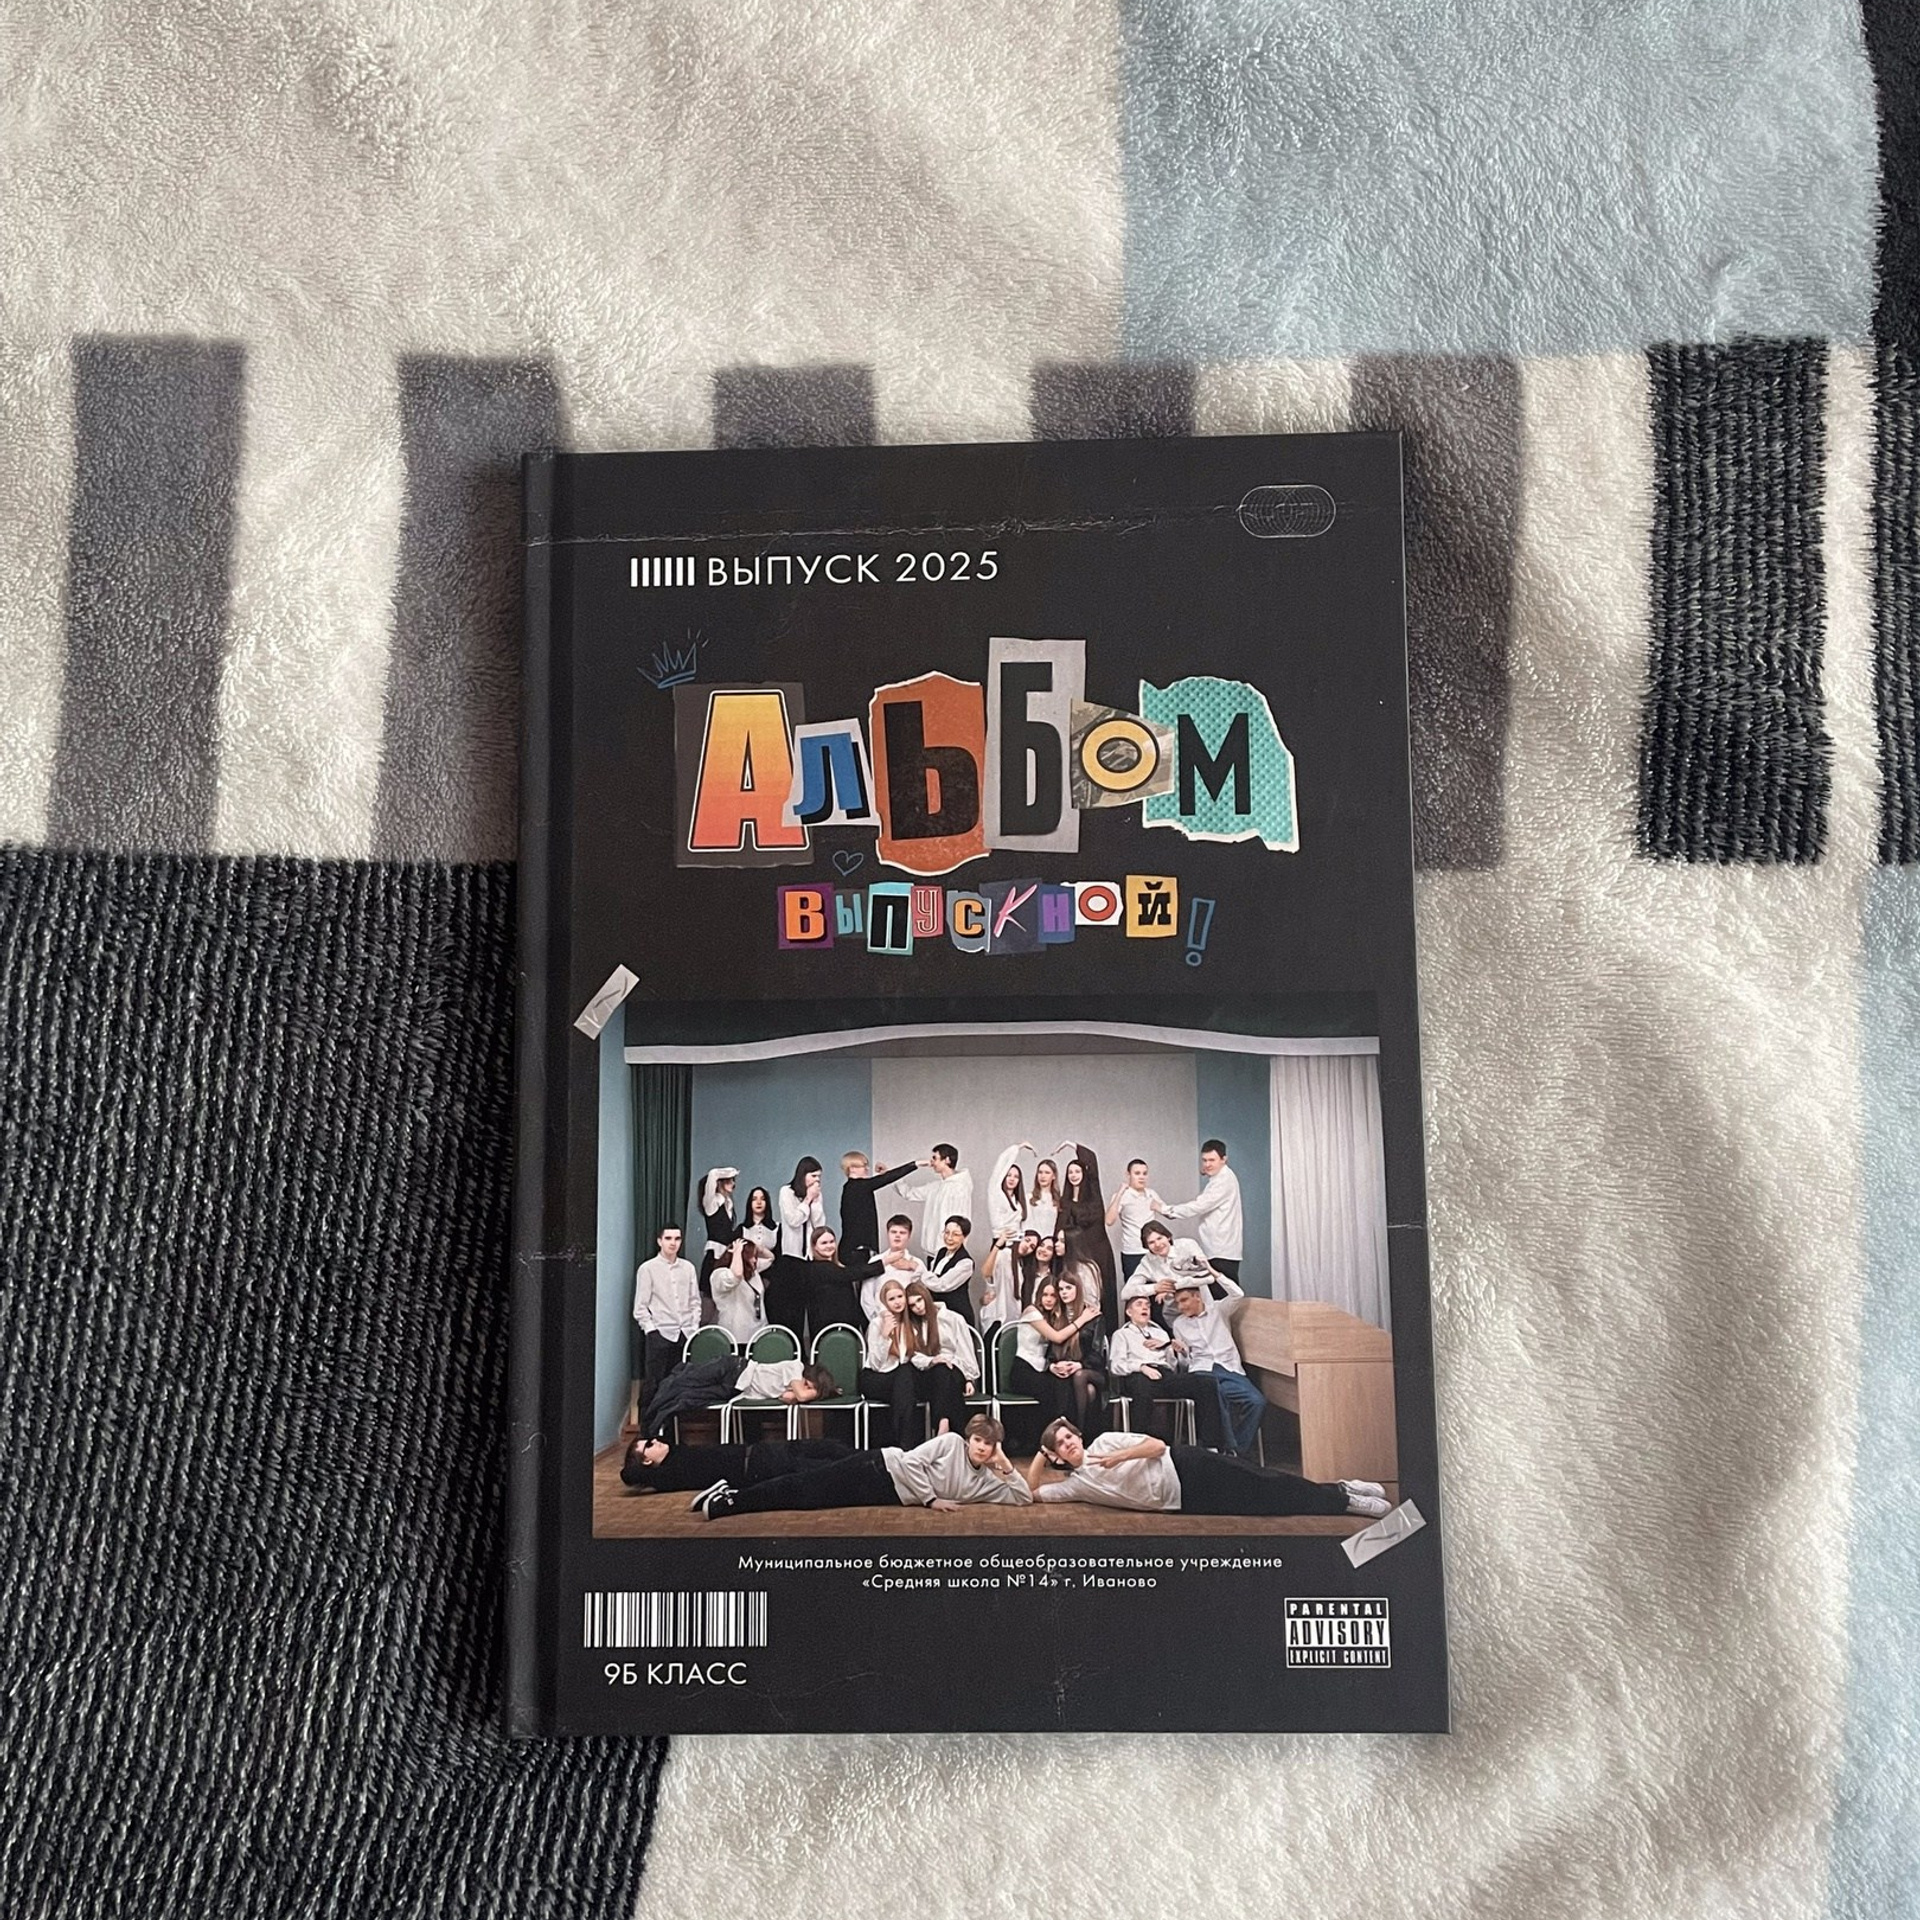 ВЫПУСК 2025
АльБом
Выпускной!
Муниципальное бюджетное общеобразовательное учреждение
«Средняя школа №14» г. Иваново
9Б КЛАСС
PARENTAL
ADVISORY
EXPLICIT CONTENT